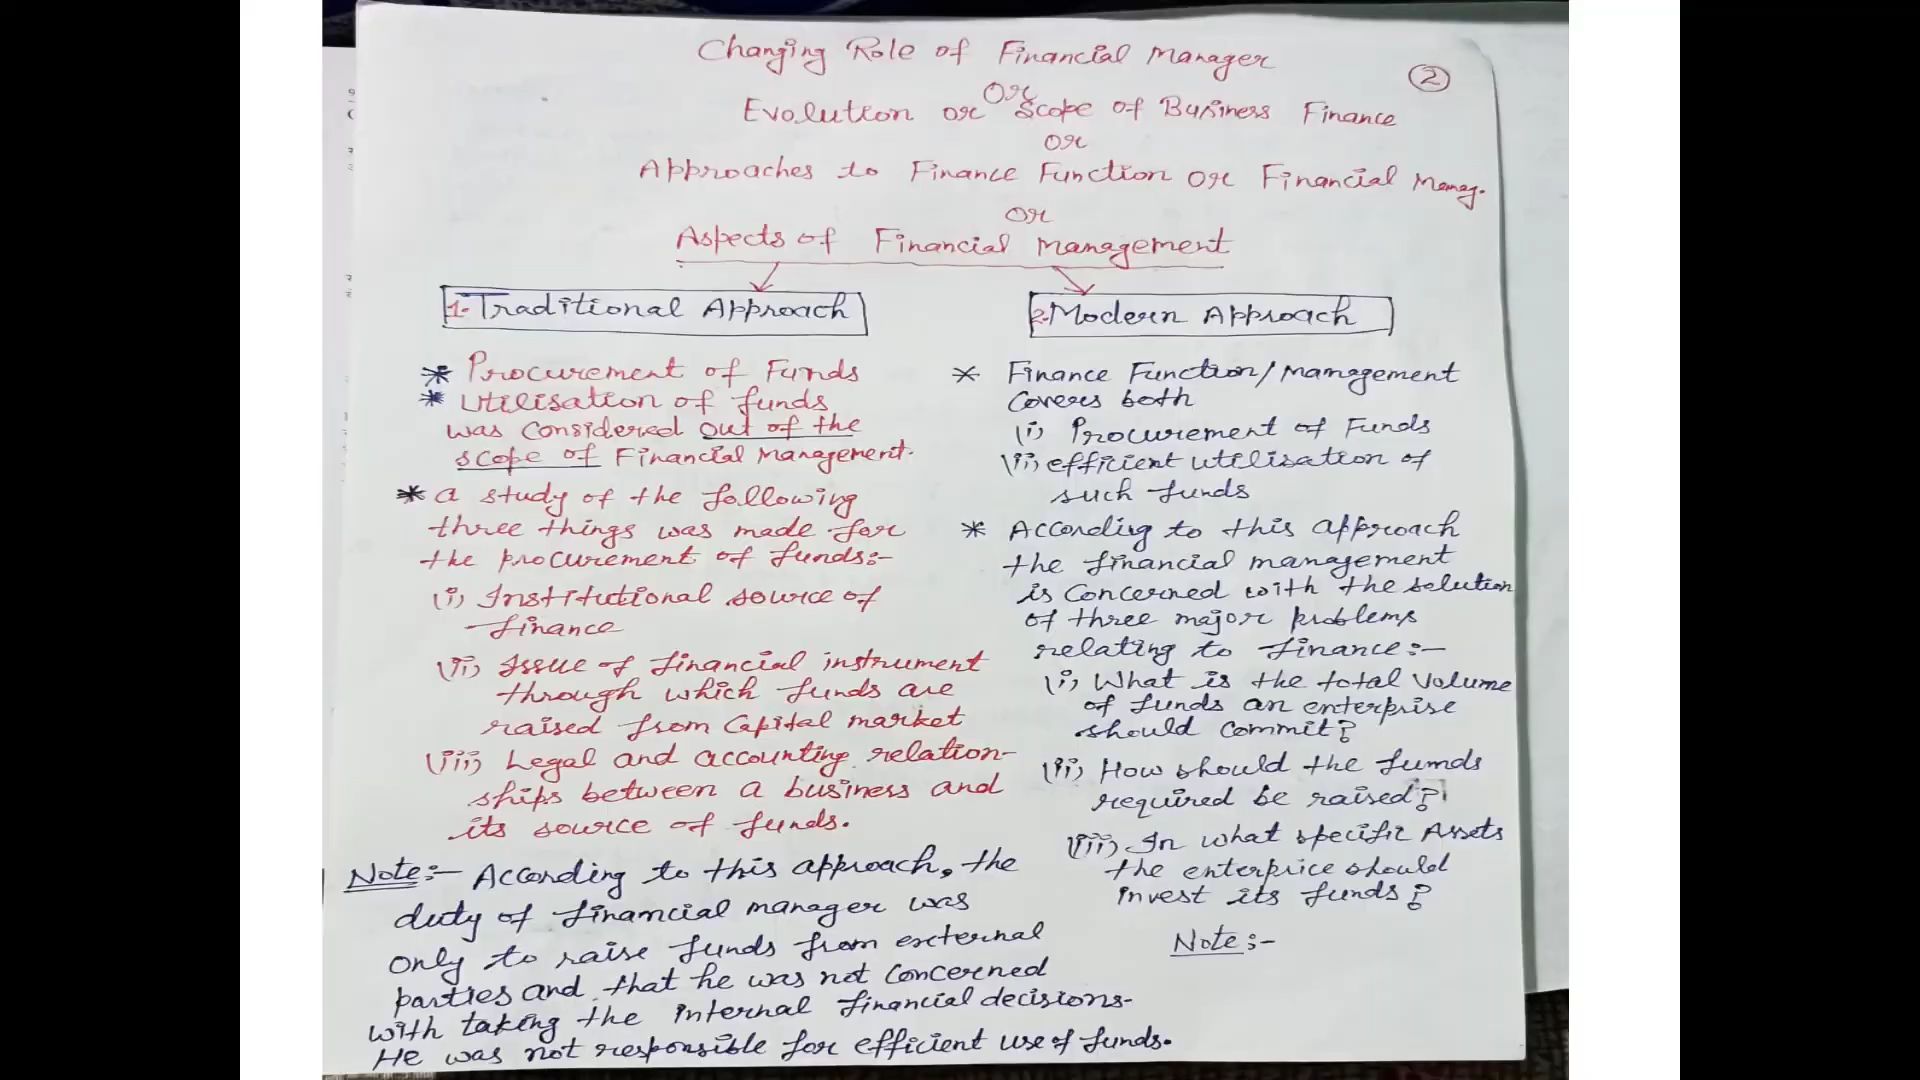 Changing Role of Financial Manager
2
Or
Evolution or Scope of Business Finance
or
Approaches to Finance Function or Financial Manag.
or
Aspects of Financial Management
1. Traditional Approach
* Procurement of Funds
* Utilisation of funds
was considered out of the
scope of Financial Management.
* a study of the following
three things was made for
the procurement of funds:-
(i) Institutional source of
finance
(ii) Issue of financial instrument
through which funds are
raised from Capital market
(iii) Legal and accounting relation-
ships between a business and
its source of funds.
Note:- According to this approach, the
duty of financial manager was
only to raise funds from external
parties and that he was not concerned
with taking the internal financial decisions-
He was not responsible for efficient use of funds.
2. Modern Approach
* Finance Function/Management
Covers both
(i) Procurement of Funds
(ii) efficient utilisation of
such funds
* According to this approach
the financial management
is concerned with the solution
of three major problems
relating to finance:-
(i) What is the total volume
of funds an enterprise
should commit?
(ii) How should the funds
required be raised?
(iii) In what specific Assets
the enterprice should
invest its funds?
Note:-